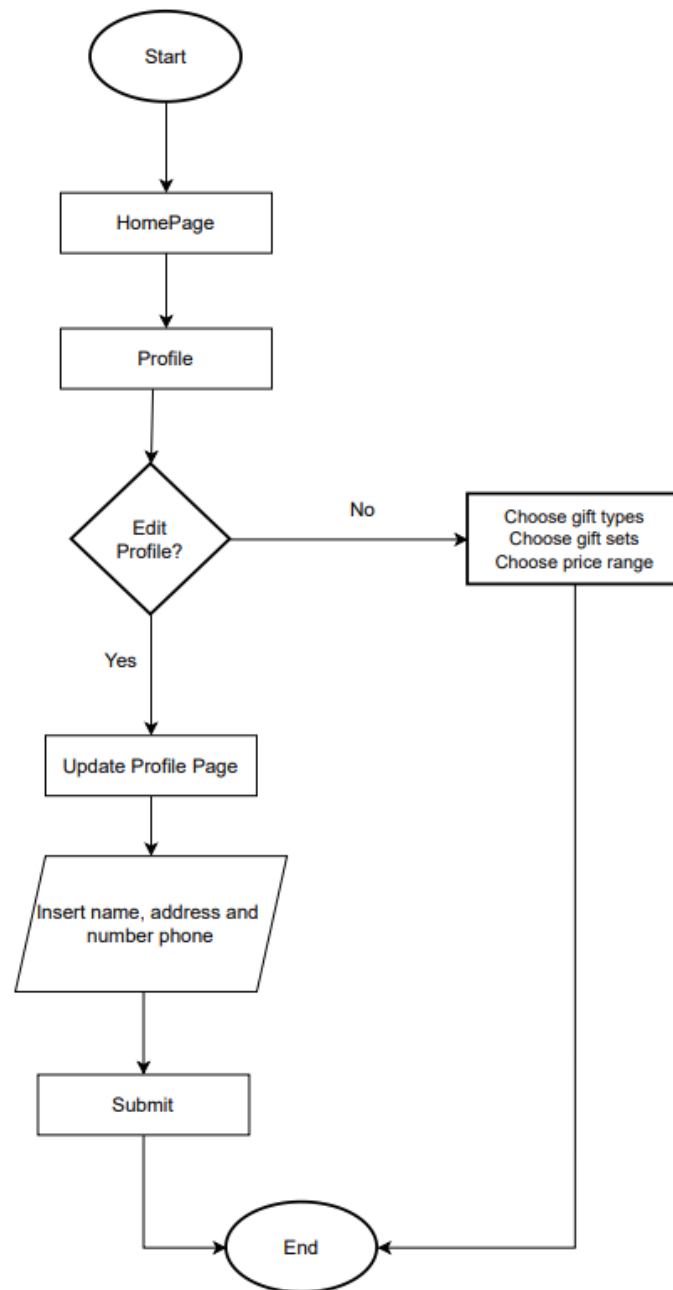 Start
HomePage
Profile
Edit
Profile?
No
Choose gift types
Choose gift sets
Choose price range
Yes
Update Profile Page
Insert name, address and
number phone
Submit
End